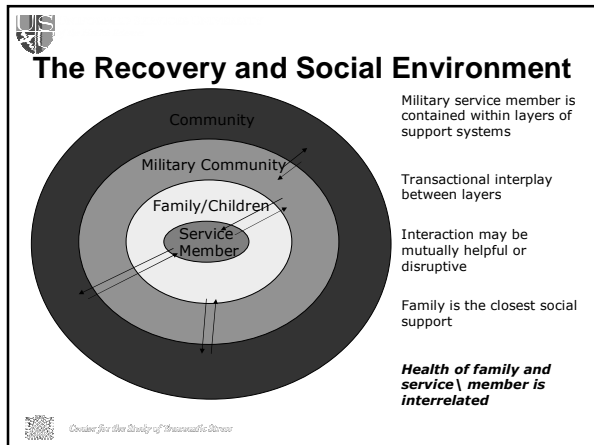 The Recovery and Social Environment
Community
Military Community
Family/Children
Service
Member
Military service member is
contained within layers of
support systems
Transactional interplay
between layers
Interaction may be
mutually helpful or
disruptive
Family is the closest social
support
Health of family and
service\ member is
interrelated
Center for the Study of Traumatic Stress